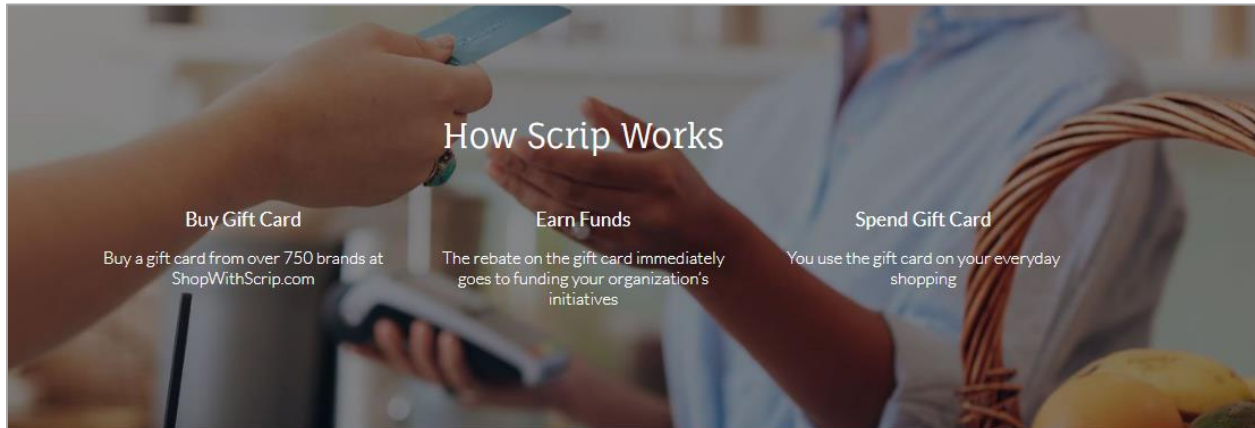 How Scrip Works
Buy Gift Card
Buy a gift card from over 750 brands at
ShopWithScrip.com
Earn Funds
The rebate on the gift card immediately
goes to funding your organization's
initiatives
Spend Gift Card
You use the gift card on your everyday
shopping